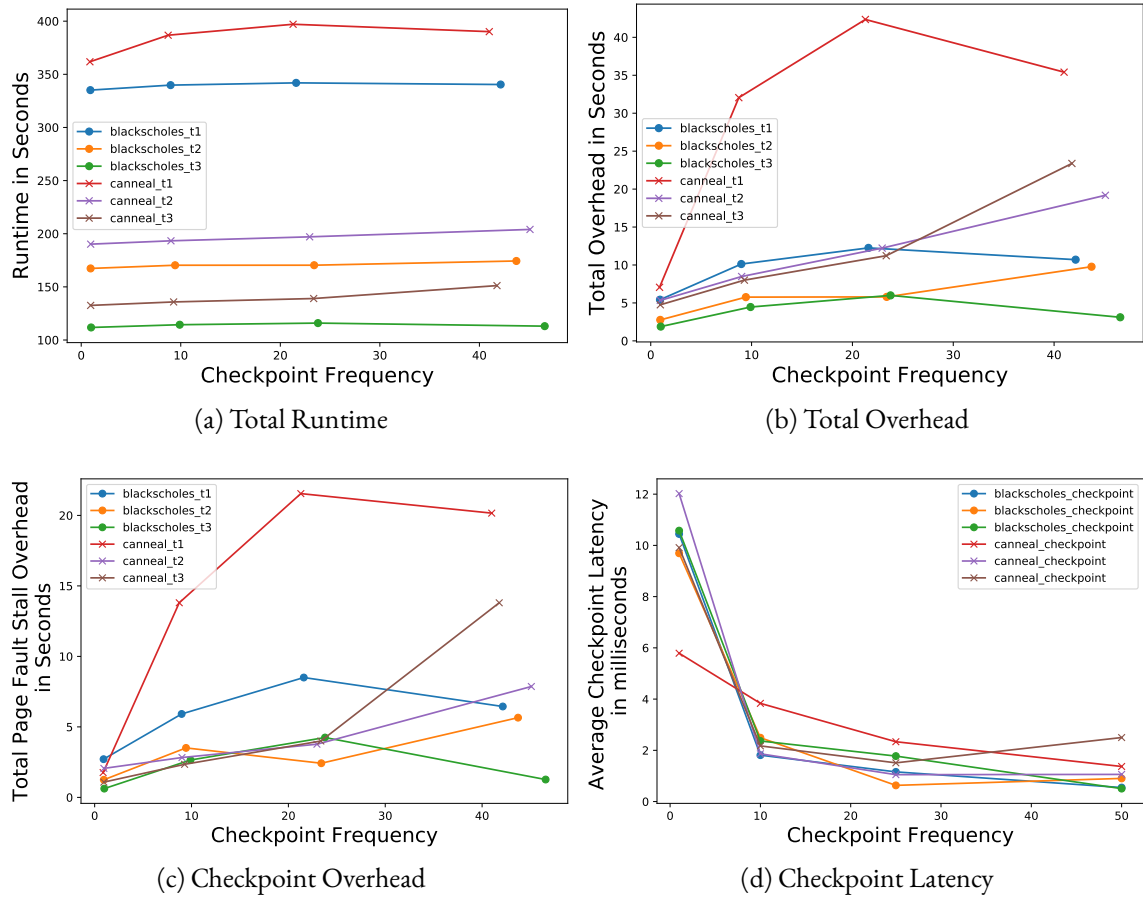 400
350
300
250
200
150
100
0
10
20
30
40
Runtime in Seconds
Checkpoint Frequency
blackscholes_t1
blackscholes_t2
blackscholes_t3
canneal_t1
canneal_t2
canneal_t3
(a) Total Runtime
40
35
30
25
20
15
10
5
0
0
10
20
30
40
Total Overhead in Seconds
Checkpoint Frequency
blackscholes_t1
blackscholes_t2
blackscholes_t3
canneal_t1
canneal_t2
canneal_t3
(b) Total Overhead
20
15
10
5
0
0
10
20
30
40
Total Page Fault Stall Overhead
in Seconds
Checkpoint Frequency
blackscholes_t1
blackscholes_t2
blackscholes_t3
canneal_t1
canneal_t2
canneal_t3
(c) Checkpoint Overhead
12
10
8
6
4
2
0
0
10
20
30
40
50
Average Checkpoint Latency
in milliseconds
Checkpoint Frequency
blackscholes_checkpoint
blackscholes_checkpoint
blackscholes_checkpoint
canneal_checkpoint
canneal_checkpoint
canneal_checkpoint
(d) Checkpoint Latency